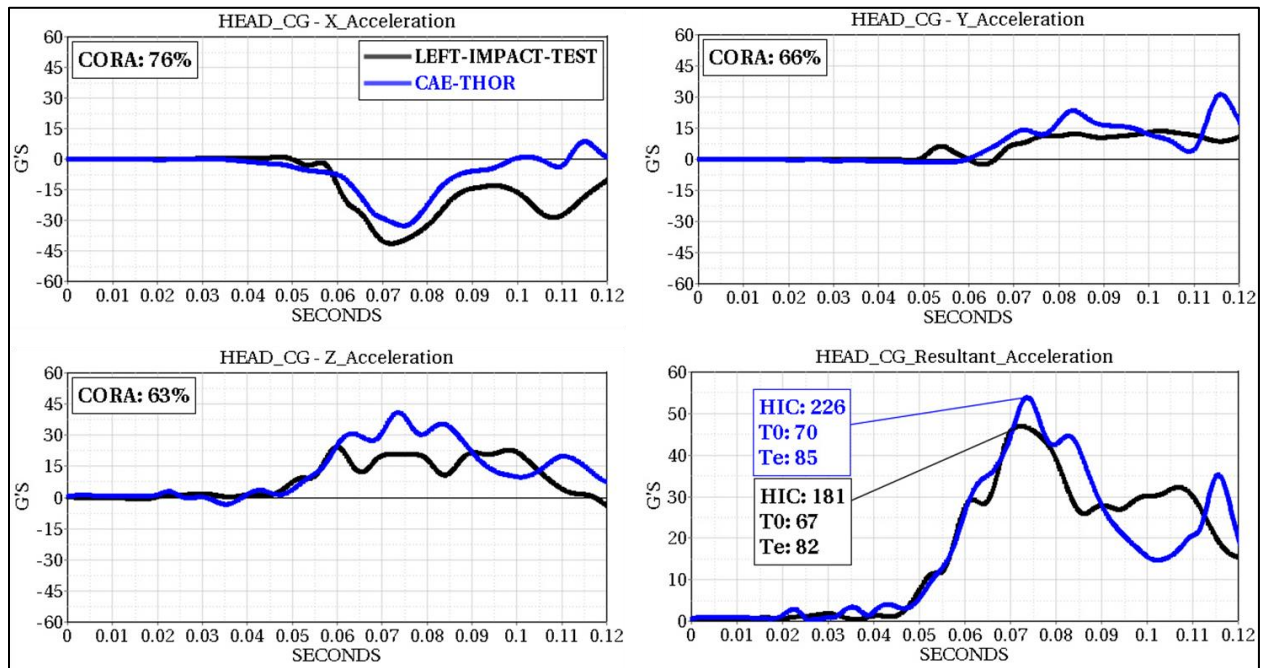 HEAD_CG - X_Acceleration
60
45
30
15
0
-15
-30
-45
-60
G'S
CORA: 76%
LEFT-IMPACT-TEST
CAE-THOR
0 0.01 0.02 0.03 0.04 0.05 0.06 0.07 0.08 0.09 0.1 0.11 0.12
SECONDS
HEAD_CG - Y_Acceleration
60
45
30
15
0
-15
-30
-45
-60
G'S
CORA: 66%
0 0.01 0.02 0.03 0.04 0.05 0.06 0.07 0.08 0.09 0.1 0.11 0.12
SECONDS
HEAD_CG - Z_Acceleration
60
45
30
15
0
-15
-30
-45
-60
G'S
CORA: 63%
0 0.01 0.02 0.03 0.04 0.05 0.06 0.07 0.08 0.09 0.1 0.11 0.12
SECONDS
HEAD_CG_Resultant_Acceleration
60
50
40
30
20
10
0
G'S
HIC: 226
T0: 70
Te: 85
HIC: 181
T0: 67
Te: 82
0 0.01 0.02 0.03 0.04 0.05 0.06 0.07 0.08 0.09 0.1 0.11 0.12
SECONDS